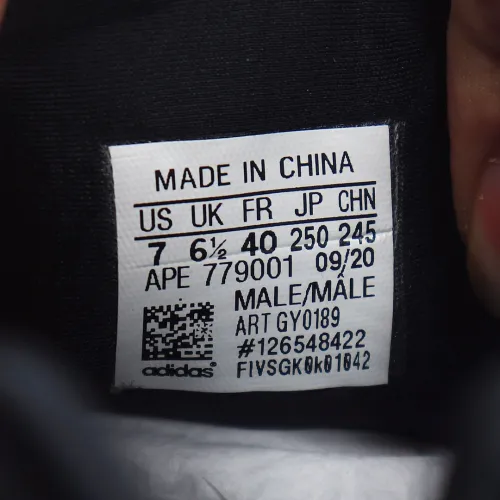 MADE IN CHINA
US UK FR JP CHN
7 6½ 40 250 245
APE 779001 09/20
MALE/MÂLE
ART GY0189
#126548422
adidas FIVSGK0k01042